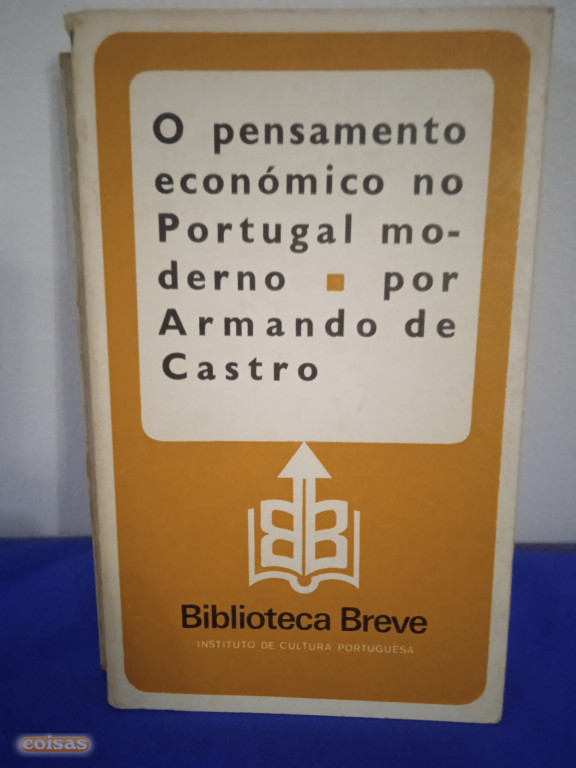 O pensamento
económico no
Portugal mo-
derno ■ por
Armando de
Castro
BB
Biblioteca Breve
INSTITUTO DE CULTURA PORTUGUESA
coisas